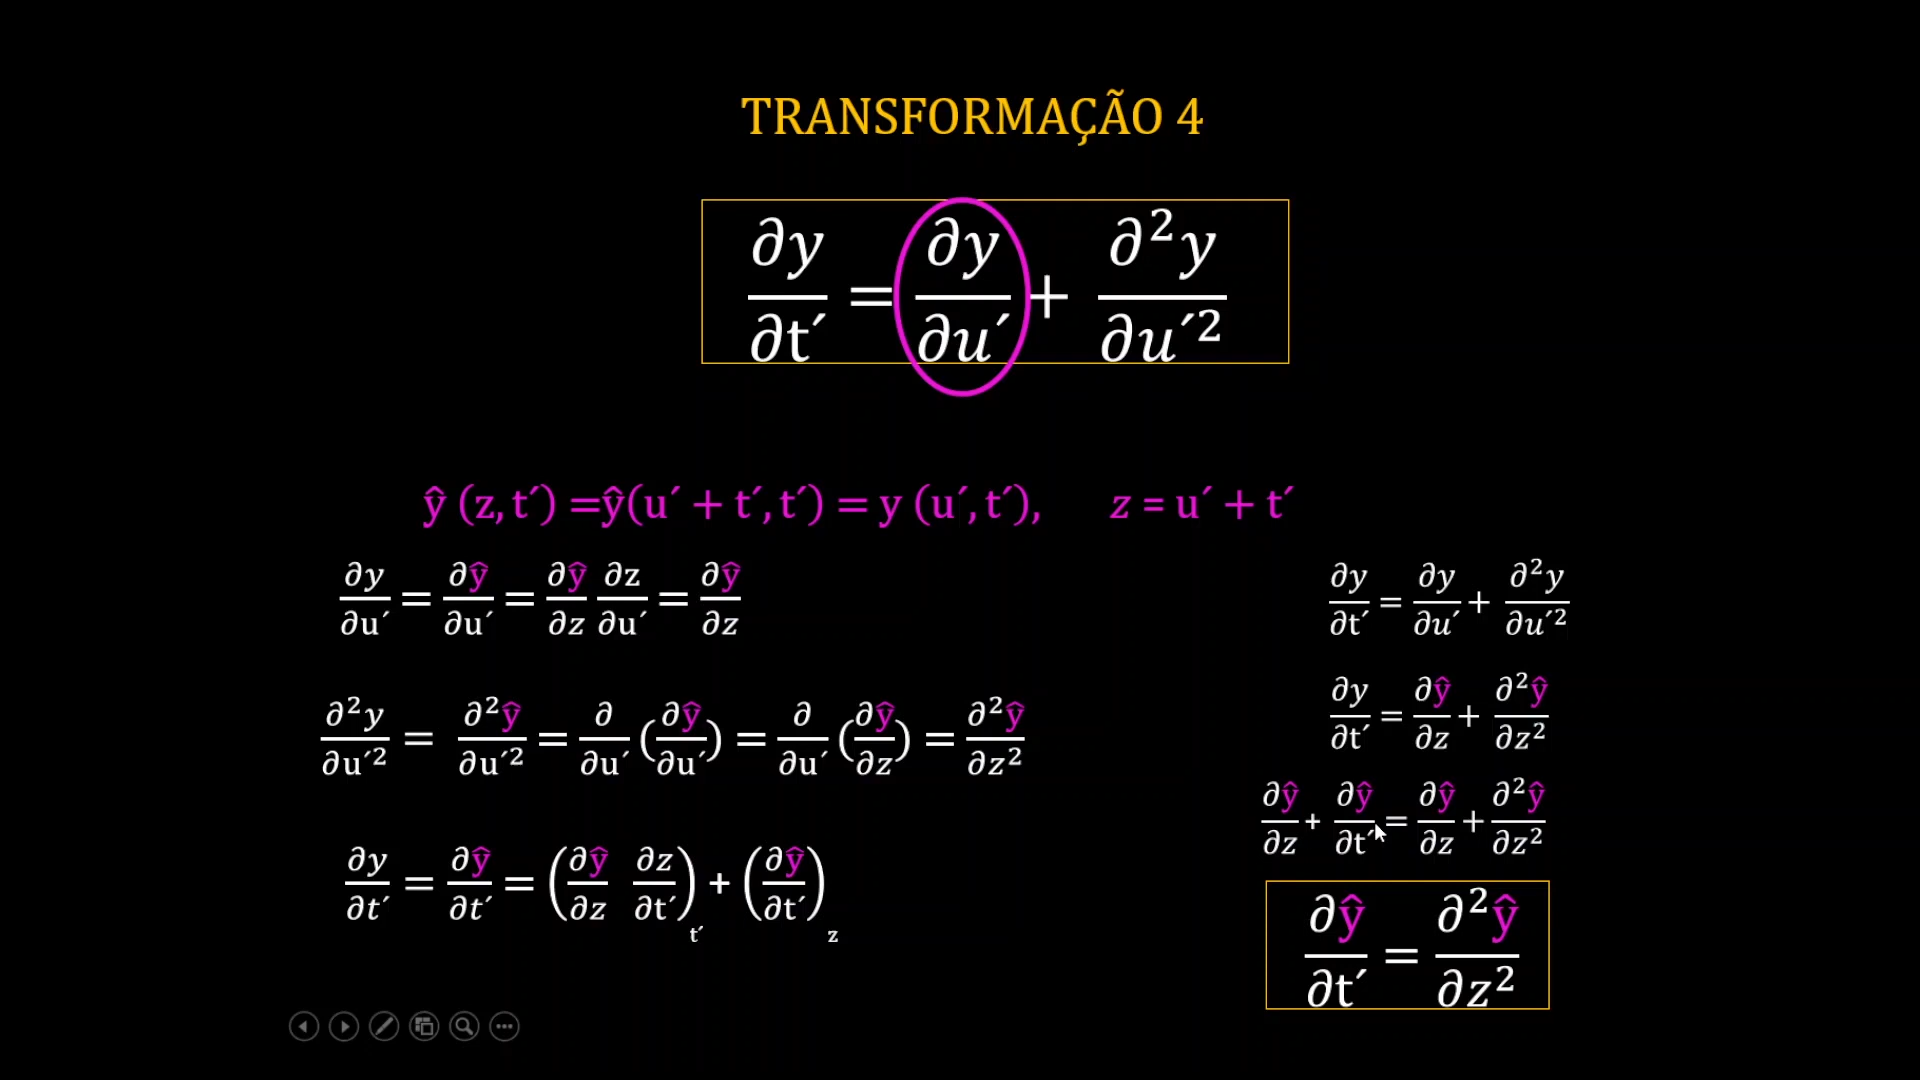 TRANSFORMAÇÃO 4
∂y/∂t´ = ∂y/∂u´ + ∂²y/∂u´²
ŷ (z, t´) =ŷ(u´ + t´, t´) = y (u´, t´), z = u´ + t´
∂y/∂u´ = ∂ŷ/∂u´ = ∂ŷ/∂z ∂z/∂u´ = ∂ŷ/∂z
∂²y/∂u´² = ∂²ŷ/∂u´² = ∂/∂u´ (∂ŷ/∂u´) = ∂/∂u´ (∂ŷ/∂z) = ∂²ŷ/∂z²
∂y/∂t´ = ∂ŷ/∂t´ = (∂ŷ/∂z ∂z/∂t´)t´ + (∂ŷ/∂t´)z
∂y/∂t´ = ∂y/∂u´ + ∂²y/∂u´²
∂y/∂t´ = ∂ŷ/∂z + ∂²ŷ/∂z²
∂ŷ/∂z + ∂ŷ/∂t´ = ∂ŷ/∂z + ∂²ŷ/∂z²
∂ŷ/∂t´ = ∂²ŷ/∂z²